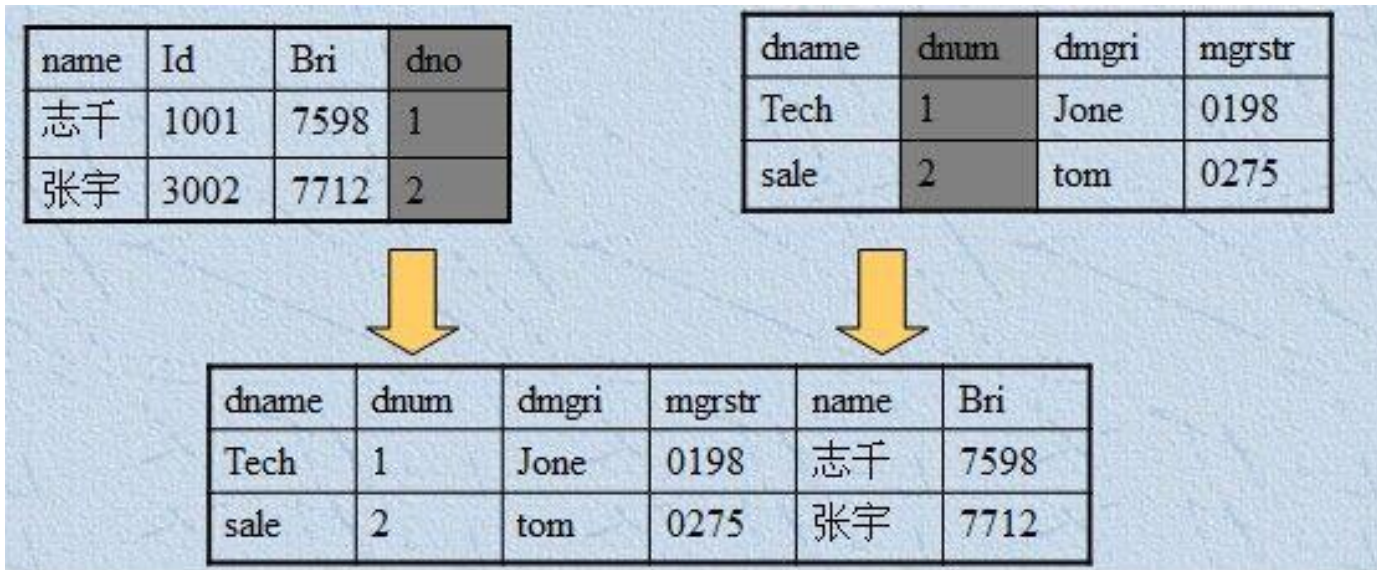 name Id Bri dno
志千 1001 7598 1
张宇 3002 7712 2
dname dnum dmgri mgrstr
Tech 1 Jone 0198
sale 2 tom 0275
dname dnum dmgri mgrstr name Bri
Tech 1 Jone 0198 志千 7598
sale 2 tom 0275 张宇 7712